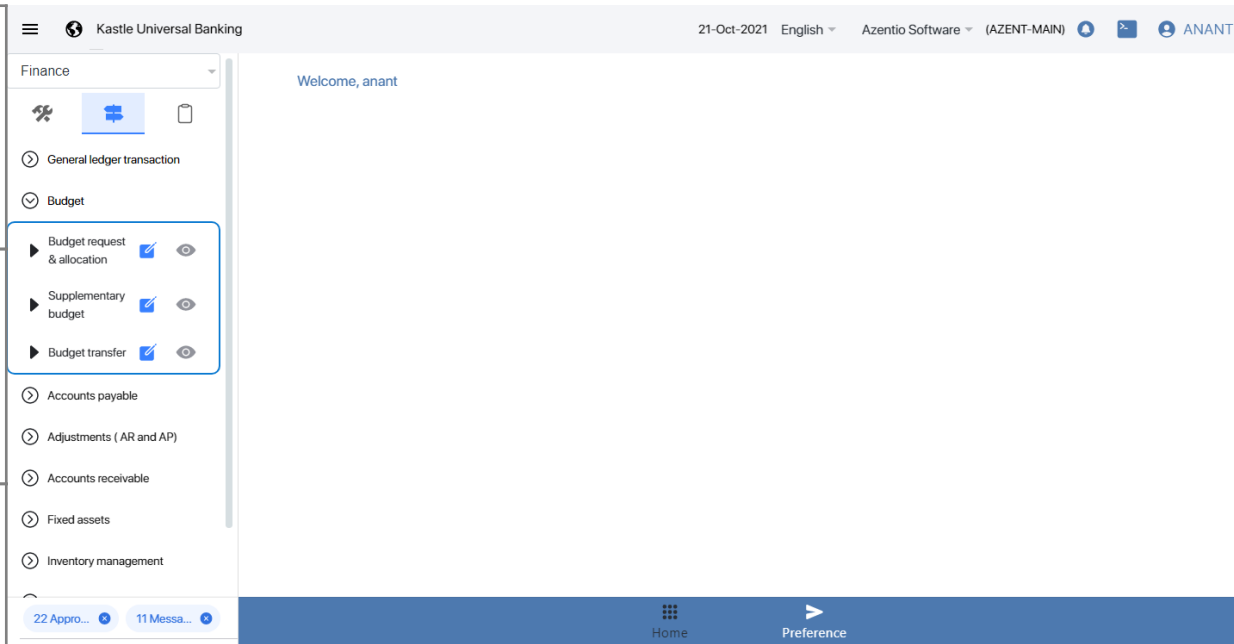 Kastle Universal Banking
21-Oct-2021 English Azentio Software (AZENT-MAIN) ANANT
Finance
Welcome, anant
General ledger transaction
Budget
Budget request
& allocation
Supplementary
budget
Budget transfer
Accounts payable
Adjustments ( AR and AP)
Accounts receivable
Fixed assets
Inventory management
22 Appro...
11 Messa...
Home
Preference